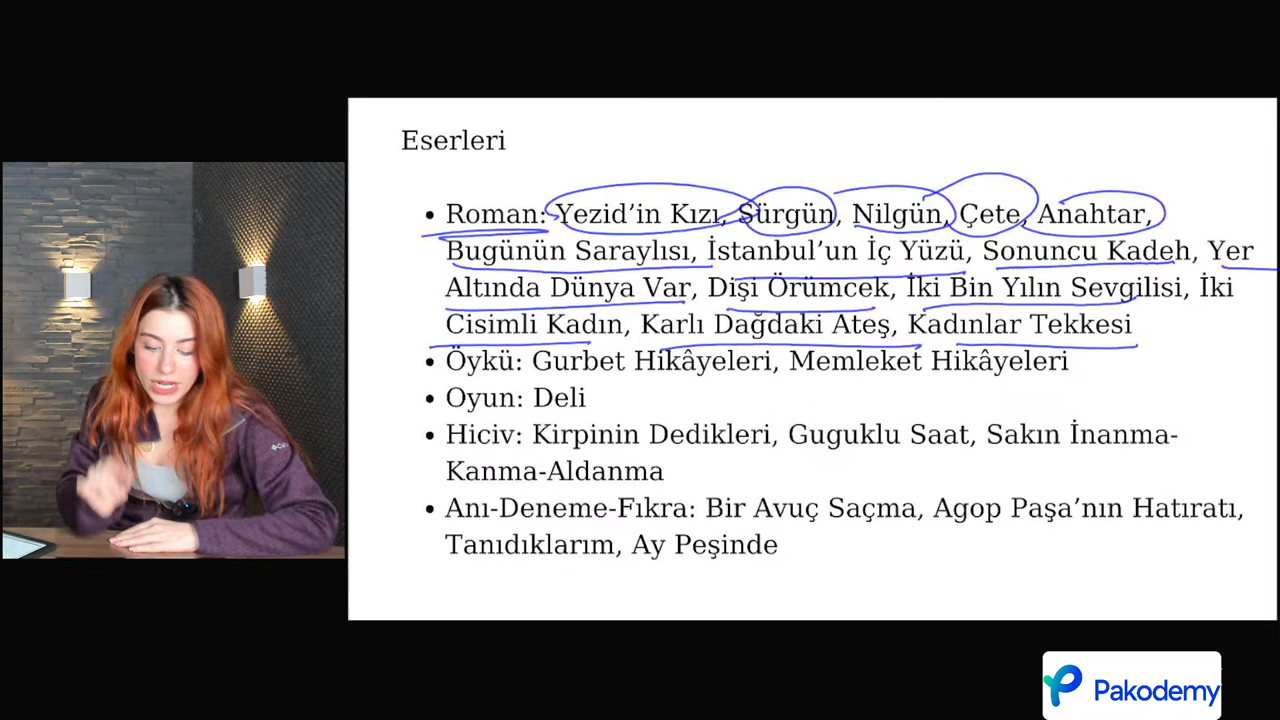 Eserleri
• Roman: Yezid’in Kızı, Sürgün, Nilgün, Çete, Anahtar,
Bugünün Saraylısı, İstanbul’un İç Yüzü, Sonuncu Kadeh, Yer
Altında Dünya Var, Dişi Örümcek, İki Bin Yılın Sevgilisi, İki
Cisimli Kadın, Karlı Dağdaki Ateş, Kadınlar Tekkesi
• Öykü: Gurbet Hikâyeleri, Memleket Hikâyeleri
• Oyun: Deli
• Hiciv: Kirpinin Dedikleri, Guguklu Saat, Sakın İnanma-
Kanma-Aldanma
• Anı-Deneme-Fıkra: Bir Avuç Saçma, Agop Paşa’nın Hatıratı,
Tanıdıklarım, Ay Peşinde
Pakodemy